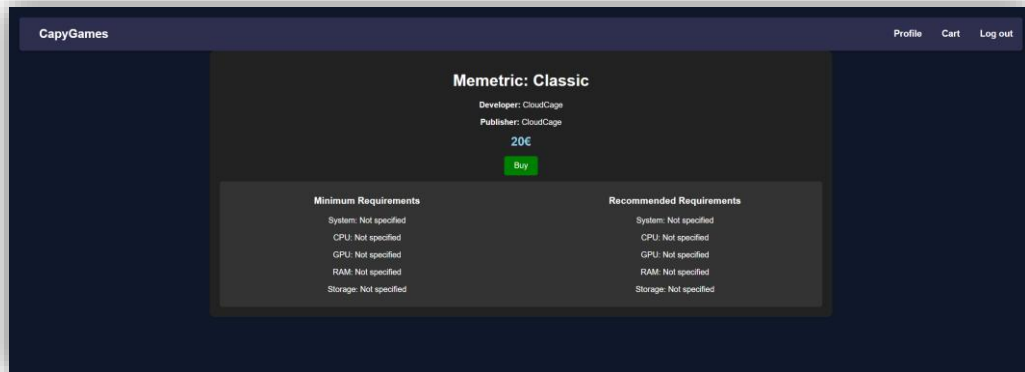 CapyGames Profile Cart Log out
Memetric: Classic
Developer: CloudCage
Publisher: CloudCage
20€
Buy
Minimum Requirements
System: Not specified
CPU: Not specified
GPU: Not specified
RAM: Not specified
Storage: Not specified
Recommended Requirements
System: Not specified
CPU: Not specified
GPU: Not specified
RAM: Not specified
Storage: Not specified